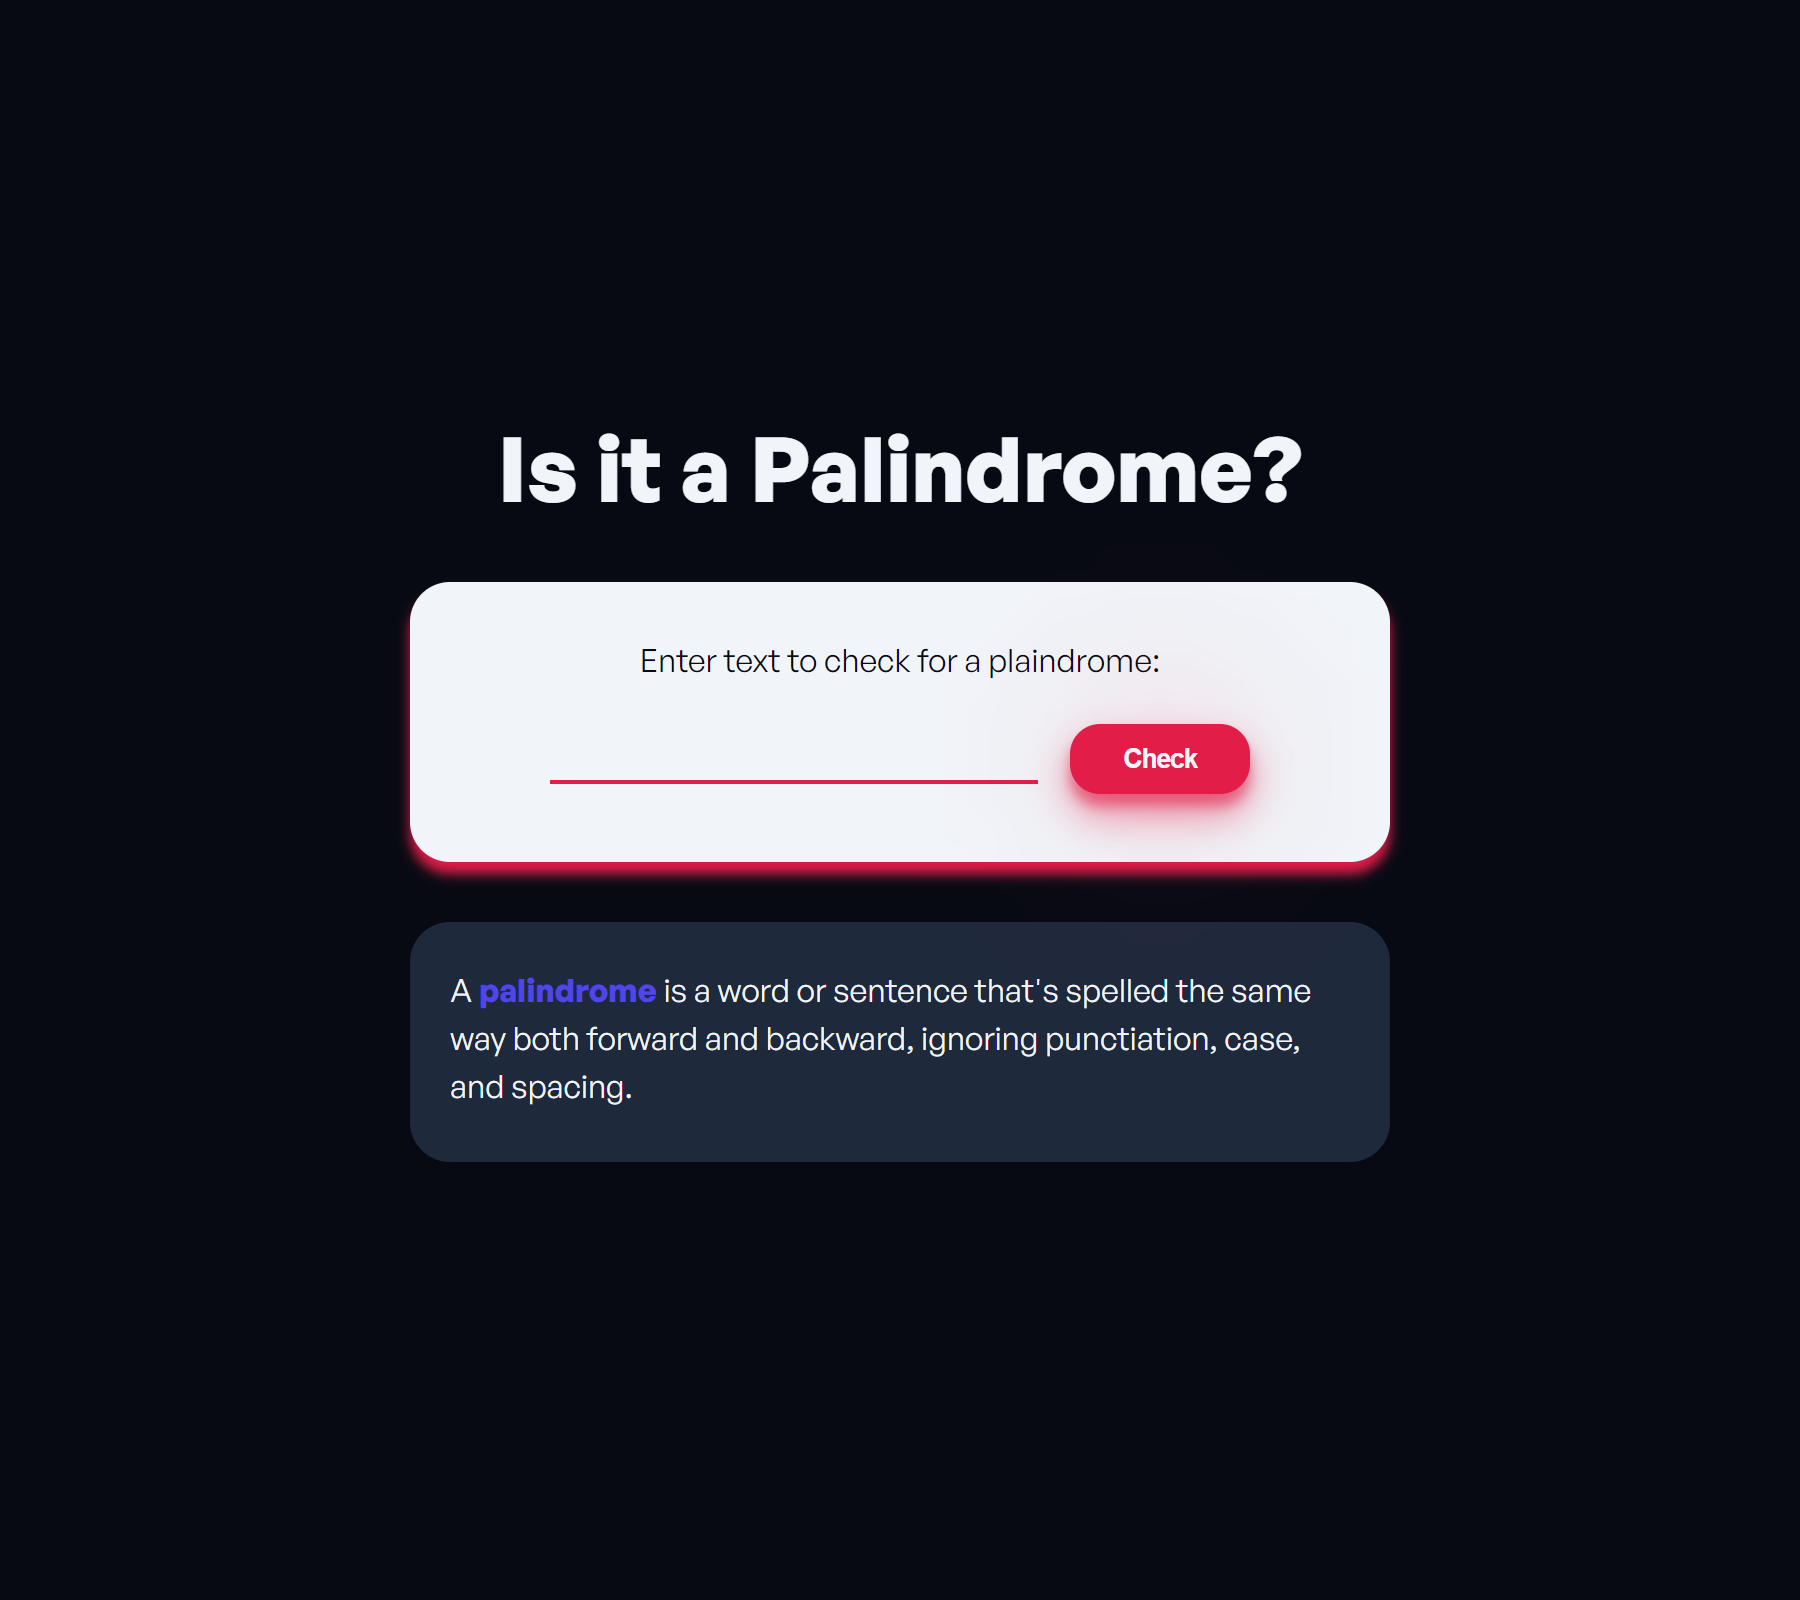 Is it a Palindrome?
Enter text to check for a plaindrome:
Check
A palindrome is a word or sentence that's spelled the same
way both forward and backward, ignoring punctiation, case,
and spacing.